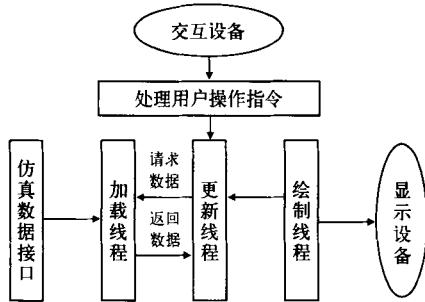 交互设备
处理用户操作指令
仿真数据接口
加载线程
请求
数据
返回
数据
更新线程
绘制线程
显示设备